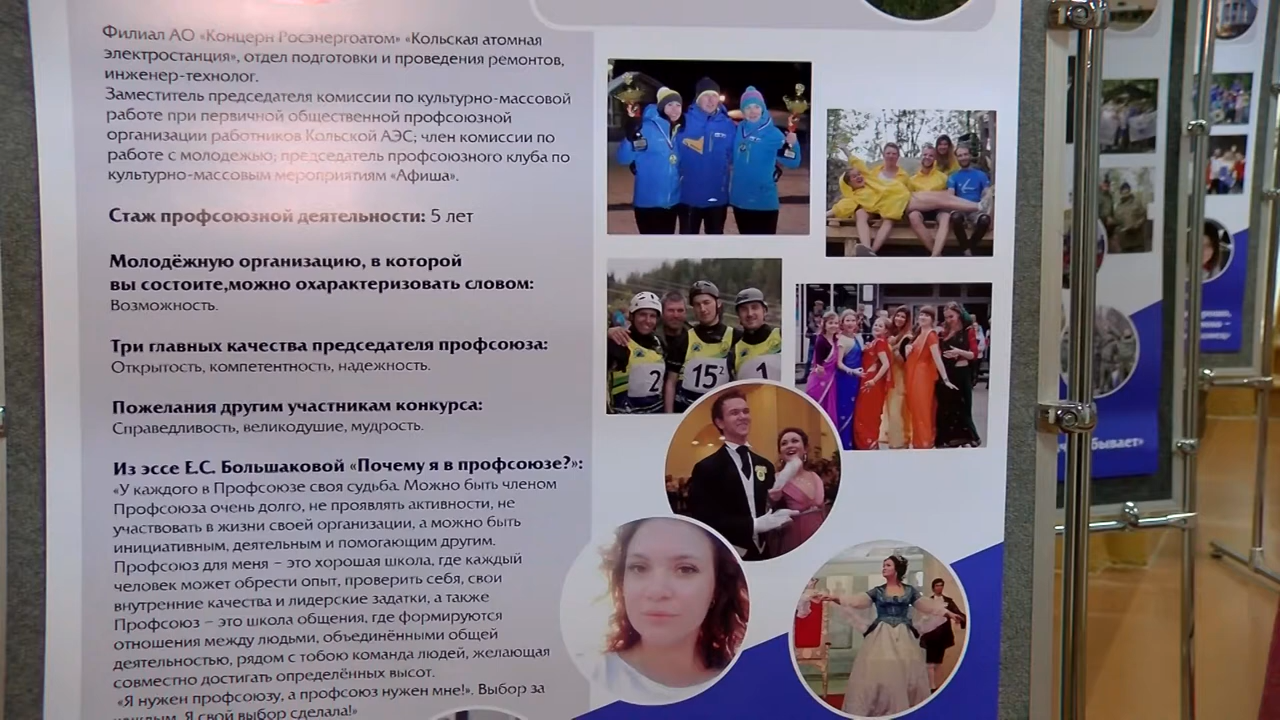 Филиал АО «Концерн Росэнергоатом» «Кольская атомная
электростанция», отдел подготовки и проведения ремонтов,
инженер-технолог.
Заместитель председателя комиссии по культурно-массовой
работе при первичной общественной профсоюзной
организации работников Кольской АЭС; член комиссии по
работе с молодежью; председатель профсоюзного клуба по
культурно-массовым мероприятиям «Афиша».
Стаж профсоюзной деятельности: 5 лет
Молодёжную организацию, в которой
вы состоите,можно охарактеризовать словом:
Возможность.
Три главных качества председателя профсоюза:
Открытость, компетентность, надежность.
Пожелания другим участникам конкурса:
Справедливость, великодушие, мудрость.
Из эссе Е.С. Большаковой «Почему я в профсоюзе?»:
«У каждого в Профсоюзе своя судьба. Можно быть членом
Профсоюза очень долго, не проявлять активности, не
участвовать в жизни своей организации, а можно быть
инициативным, деятельным и помогающим другим.
Профсоюз для меня – это хорошая школа, где каждый
человек может обрести опыт, проверить себя, свои
внутренние качества и лидерские задатки, а также
Профсоюз – это школа общения, где формируются
отношения между людьми, объединёнными общей
деятельностью, рядом с тобою команда людей, желающая
совместно достигать определённых высот.
«Я нужен профсоюзу, а профсоюз нужен мне!». Выбор за
каждым. Я свой выбор сделала!»
2
15²
1
бывает»